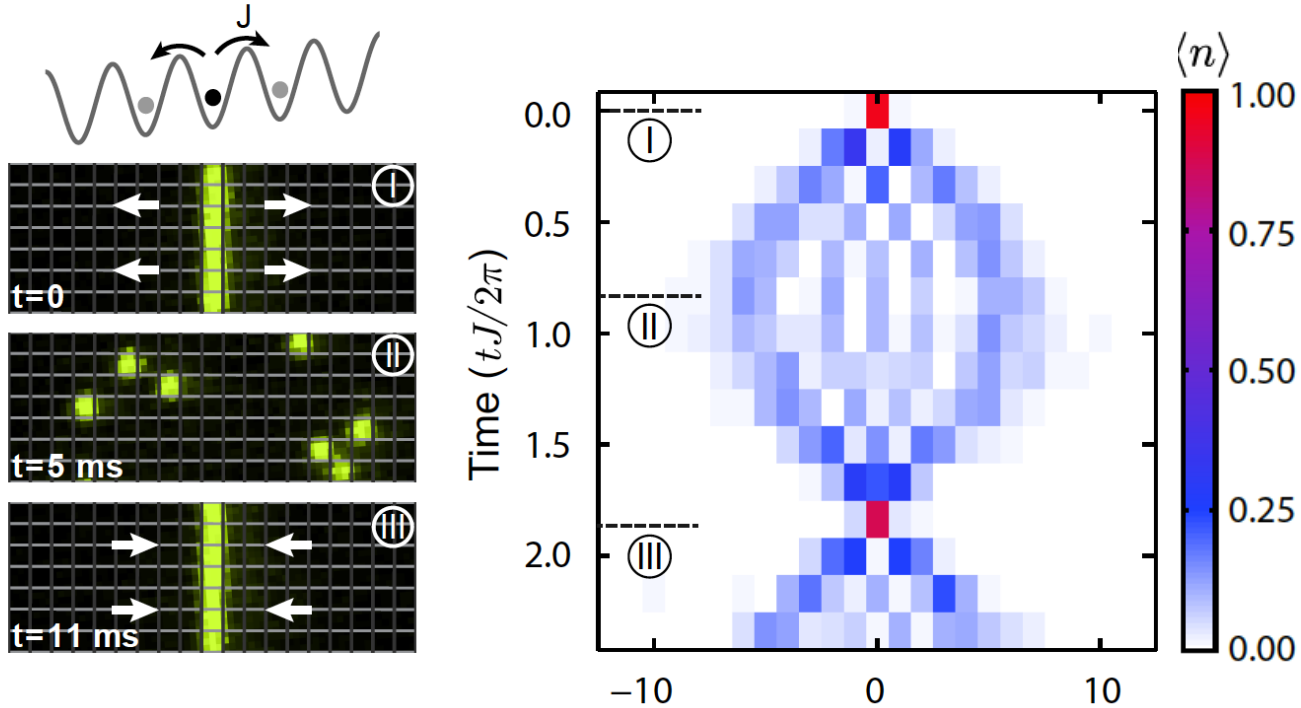 J
I
t=0
II
t=5 ms
III
t=11 ms
Time (tJ/2π)
0.0
0.5
1.0
1.5
2.0
I
II
III
−10
0
10
⟨n⟩
1.00
0.75
0.50
0.25
0.00